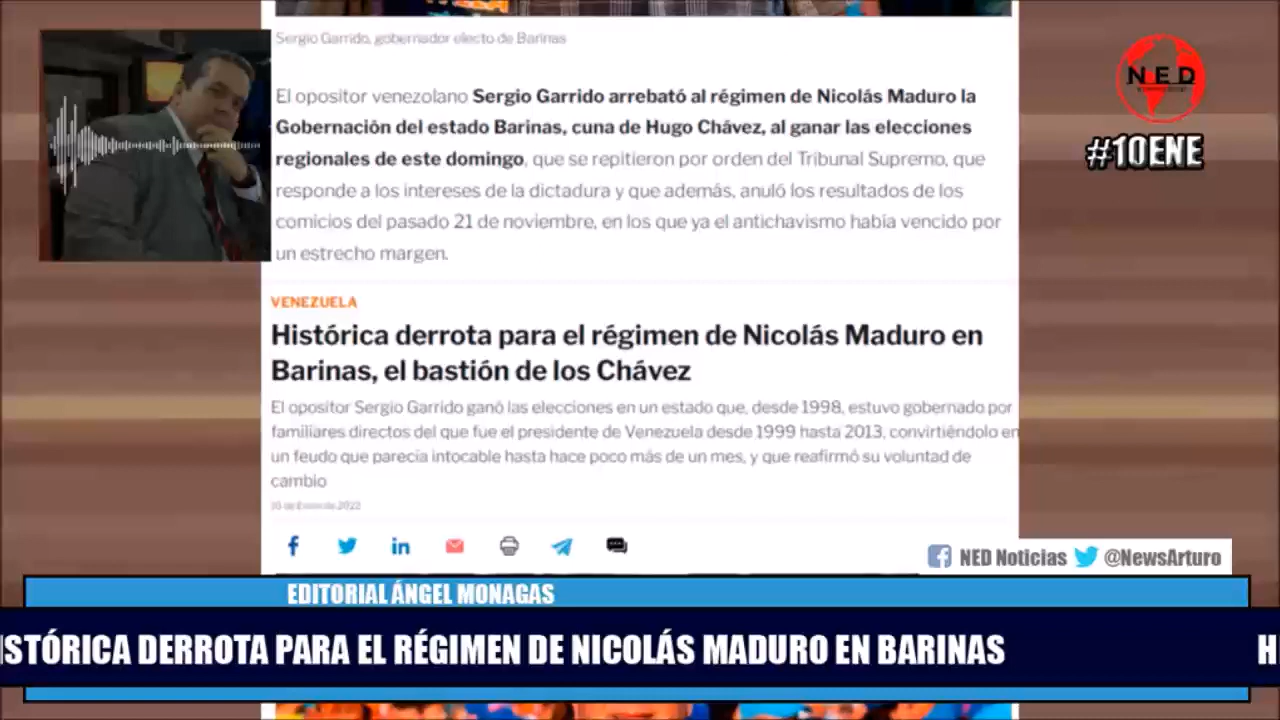 Sergio Garrido, gobernador electo de Barinas
El opositor venezolano Sergio Garrido arrebató al régimen de Nicolás Maduro la
Gobernación del estado Barinas, cuna de Hugo Chávez, al ganar las elecciones
regionales de este domingo, que se repitieron por orden del Tribunal Supremo, que
responde a los intereses de la dictadura y que además, anuló los resultados de los
comicios del pasado 21 de noviembre, en los que ya el antichavismo había vencido por
un estrecho margen.
VENEZUELA
Histórica derrota para el régimen de Nicolás Maduro en
Barinas, el bastión de los Chávez
El opositor Sergio Garrido ganó las elecciones en un estado que, desde 1998, estuvo gobernado por
familiares directos del que fue el presidente de Venezuela desde 1999 hasta 2013, convirtiéndolo en
un feudo que parecía intocable hasta hace poco más de un mes, y que reafirmó su voluntad de
cambio
10 de Enero de 2022
NED
#10ENE
NED Noticias @NewsArturo
EDITORIAL ÁNGEL MONAGAS
ISTÓRICA DERROTA PARA EL RÉGIMEN DE NICOLÁS MADURO EN BARINAS H